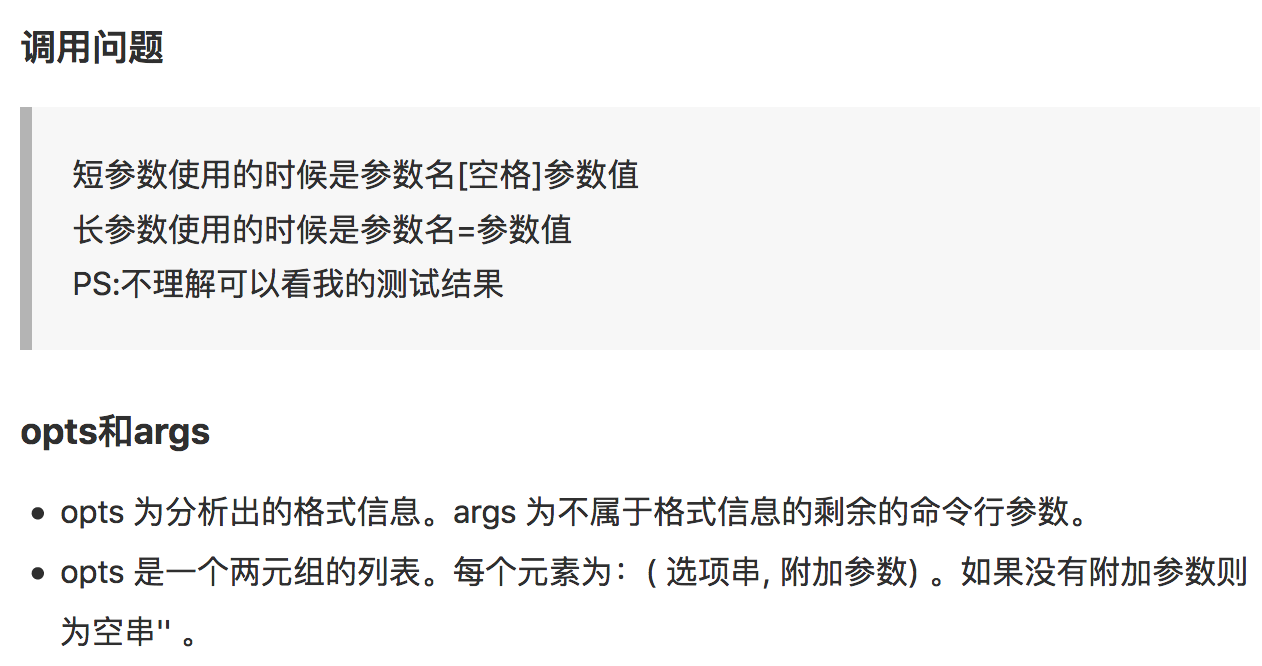 调用问题
短参数使用的时候是参数名[空格]参数值
长参数使用的时候是参数名=参数值
PS:不理解可以看我的测试结果
opts和args
• opts 为分析出的格式信息。args 为不属于格式信息的剩余的命令行参数。
• opts 是一个两元组的列表。每个元素为：( 选项串, 附加参数) 。如果没有附加参数则
为空串'' 。